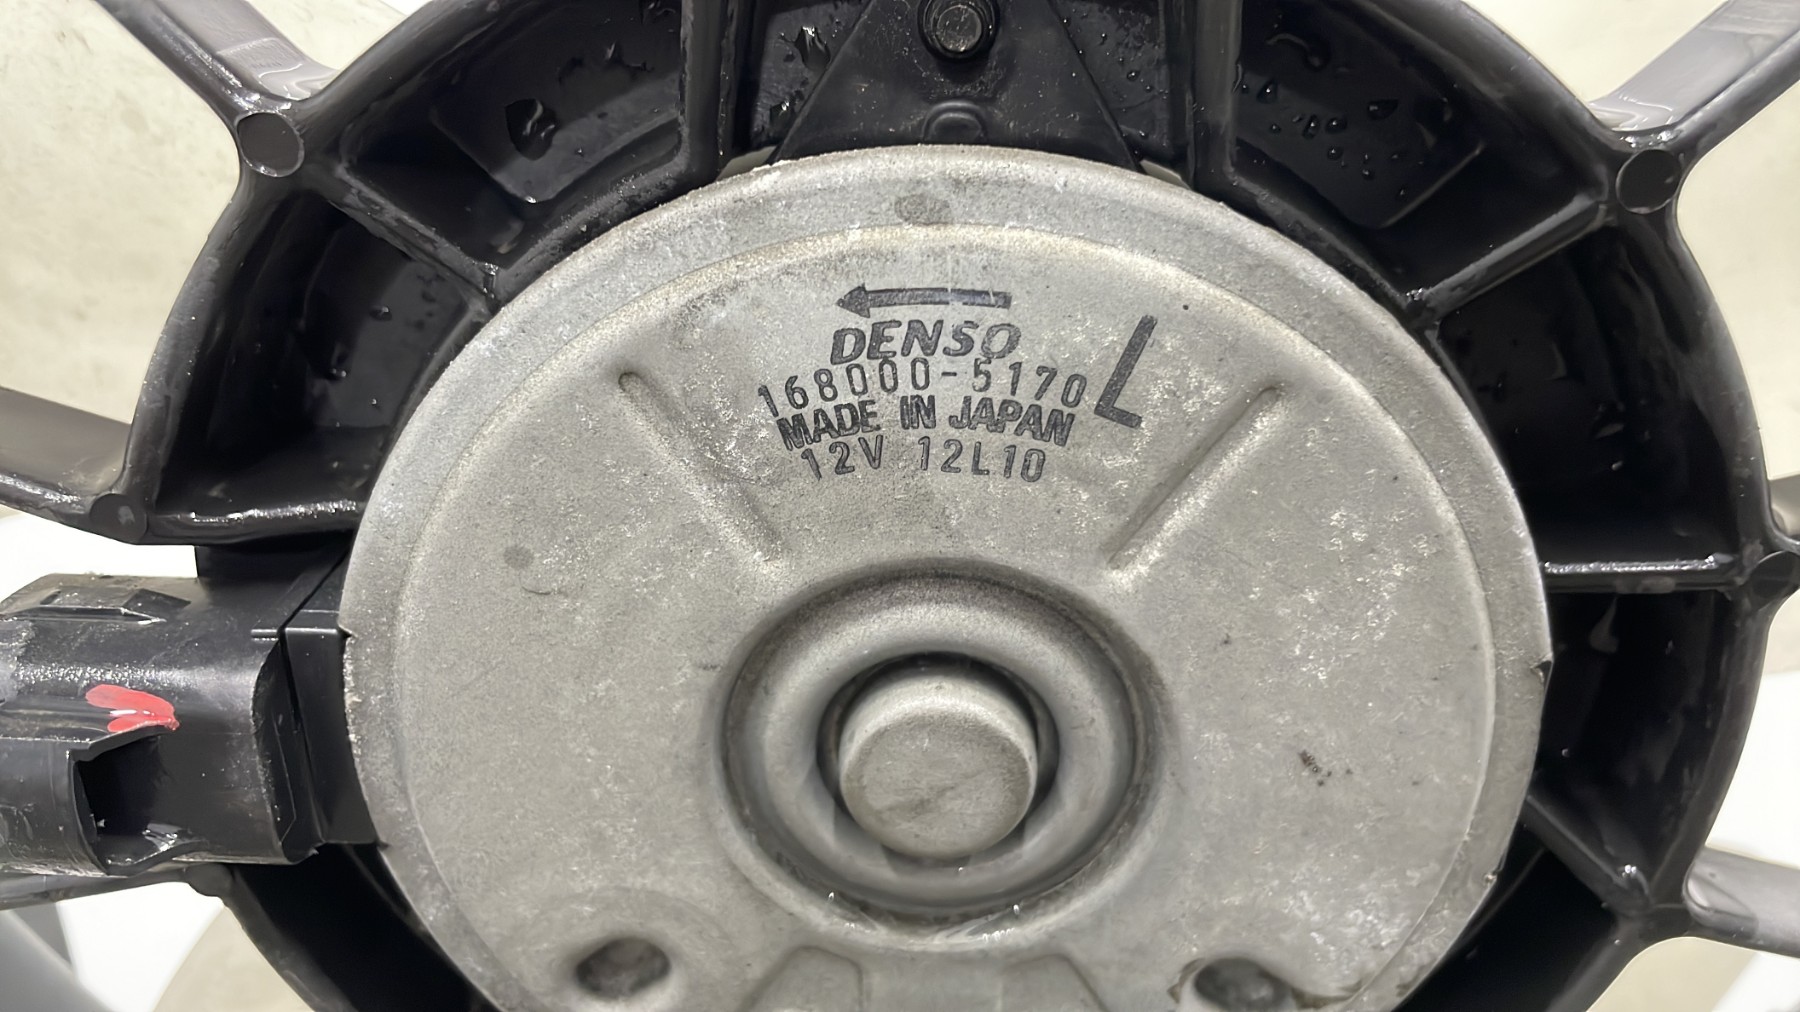 DENSO
168000-5170 L
MADE IN JAPAN
12V 12L10